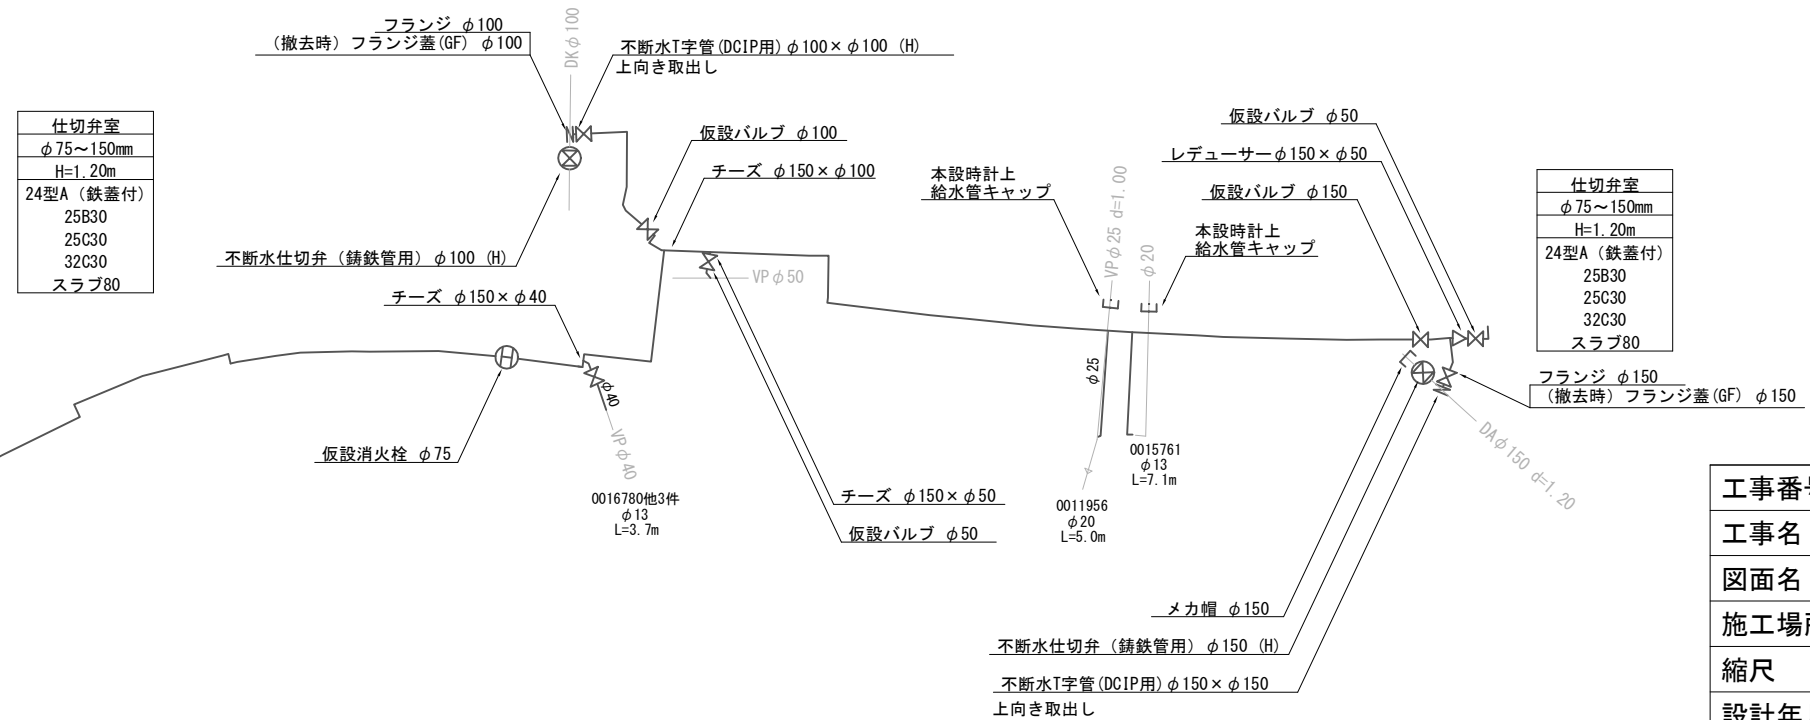 フランジ φ100
(撤去時) フランジ蓋(GF) φ100
DKφ100
不断水T字管(DCIP用)φ100×φ100 (H)
上向き取出し
仕切弁室
φ75～150mm
H=1.20m
24型A（鉄蓋付）
25B30
25C30
32C30
スラブ80
仮設バルブ φ100
チーズ φ150×φ100
不断水仕切弁（鋳鉄管用）φ100 (H)
チーズ φ150×φ40
VPφ50
本設時計上
給水管キャップ
VPφ25 d=1.00
φ20
本設時計上
給水管キャップ
仮設バルブ φ50
レデューサーφ150×φ50
仮設バルブ φ150
仕切弁室
φ75～150mm
H=1.20m
24型A（鉄蓋付）
25B30
25C30
32C30
スラブ80
フランジ φ150
(撤去時) フランジ蓋(GF) φ150
φ25
φ40
VPφ40
DAφ150 d=1.20
仮設消火栓 φ75
0016780他3件
φ13
L=3.7m
0015761
φ13
L=7.1m
0011956
φ20
L=5.0m
チーズ φ150×φ50
仮設バルブ φ50
メカ帽 φ150
不断水仕切弁（鋳鉄管用）φ150 (H)
不断水T字管(DCIP用)φ150×φ150
上向き取出し
工事番号
工事名
図面名
施工場所
縮尺
設計年